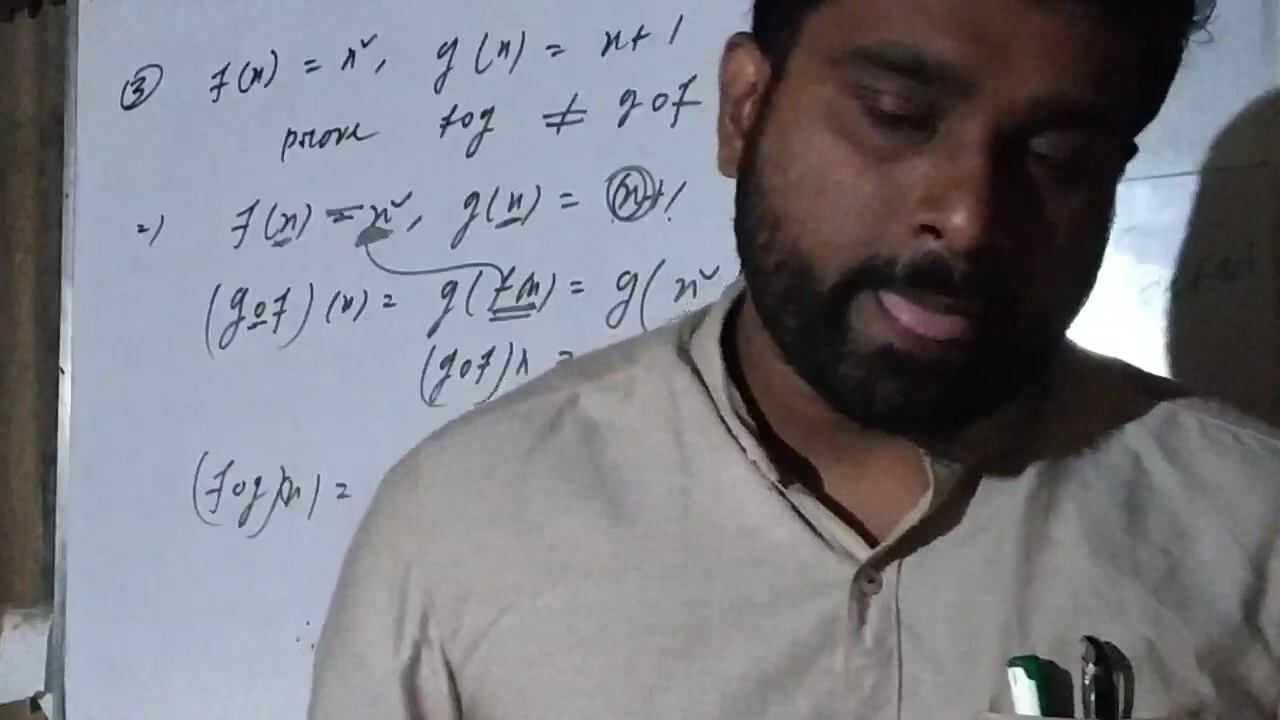 ③ f(x) = x², g(x) = x+1
prove fog ≠ gof
=) f(x) = x², g(x) = x+1
(gof)(x) = g(f(x)) = g(x²
(gof)x =
(fog)(x) =